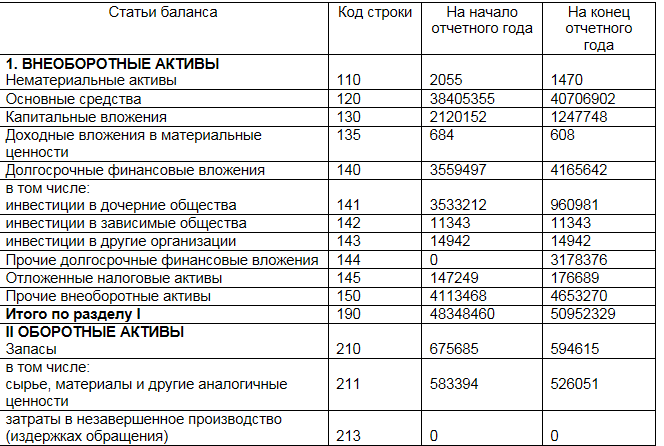 Статьи баланса Код строки На начало отчетного года На конец отчетного года
1. ВНЕОБОРОТНЫЕ АКТИВЫ
Нематериальные активы 110 2055 1470
Основные средства 120 38405355 40706902
Капитальные вложения 130 2120152 1247748
Доходные вложения в материальные 135 684 608
ценности
Долгосрочные финансовые вложения 140 3559497 4165642
в том числе:
инвестиции в дочерние общества 141 3533212 960981
инвестиции в зависимые общества 142 11343 11343
инвестиции в другие организации 143 14942 14942
Прочие долгосрочные финансовые вложения 144 0 3178376
Отложенные налоговые активы 145 147249 176689
Прочие внеоборотные активы 150 4113468 4653270
Итого по разделу I 190 48348460 50952329
II ОБОРОТНЫЕ АКТИВЫ
Запасы 210 675685 594615
в том числе:
сырье, материалы и другие аналогичные 211 583394 526051
ценности
затраты в незавершенное производство
(издержках обращения) 213 0 0